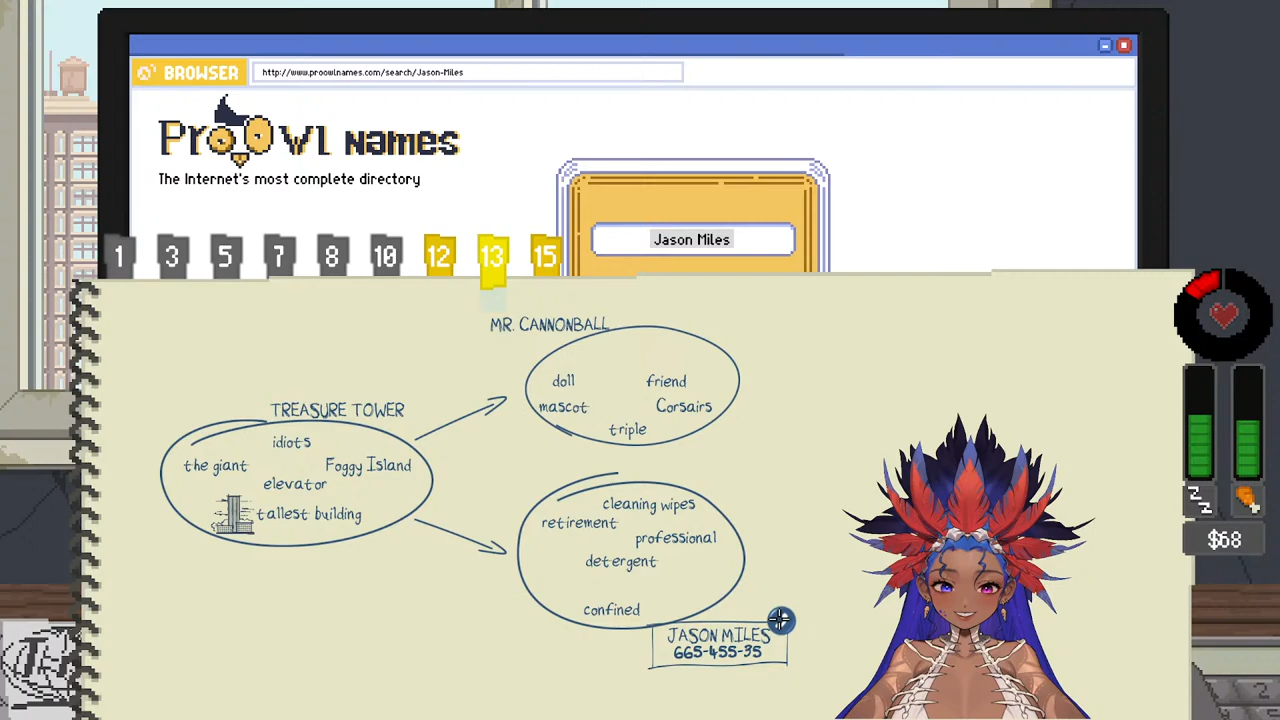 BROWSER
http://www.proowlnames.com/search/Jason-Miles
PrOOwl names
The Internet's most complete directory
Jason Miles
1 3 5 7 8 10 12 13 15
MR. CANNONBALL
doll friend
mascot Corsairs
triple
TREASURE TOWER
idiots
the giant Foggy Island
elevator
tallest building
cleaning wipes
retirement
professional
detergent
confined
JASON MILES
665-455-35
$68